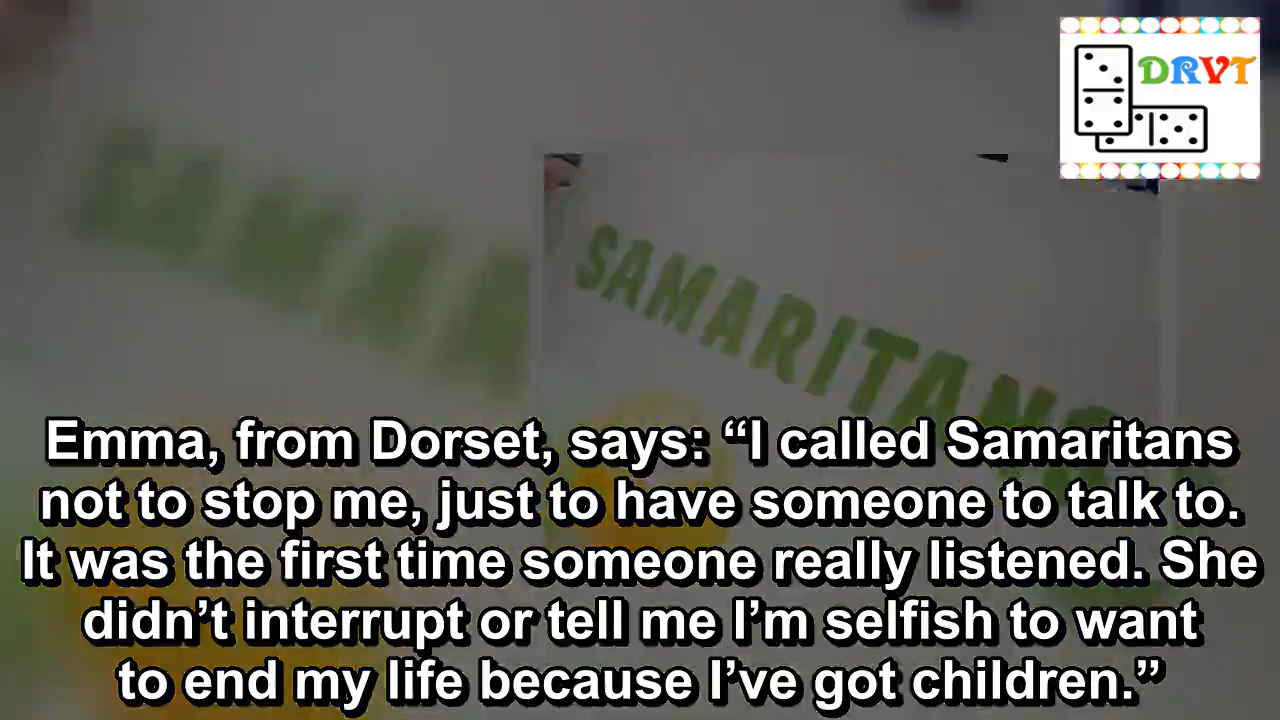 DRVT
SAMARITANS
Emma, from Dorset, says: “I called Samaritans
not to stop me, just to have someone to talk to.
It was the first time someone really listened. She
didn’t interrupt or tell me I’m selfish to want
to end my life because I’ve got children.”